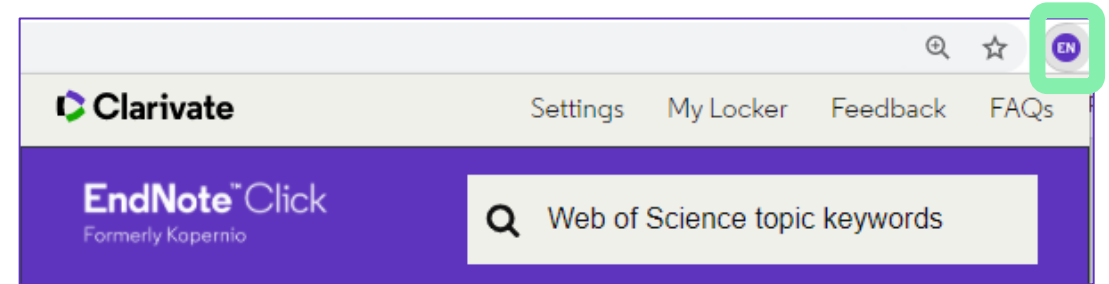 EN
Clarivate
Settings My Locker Feedback FAQs
EndNote™ Click
Formerly Kopernio
Web of Science topic keywords